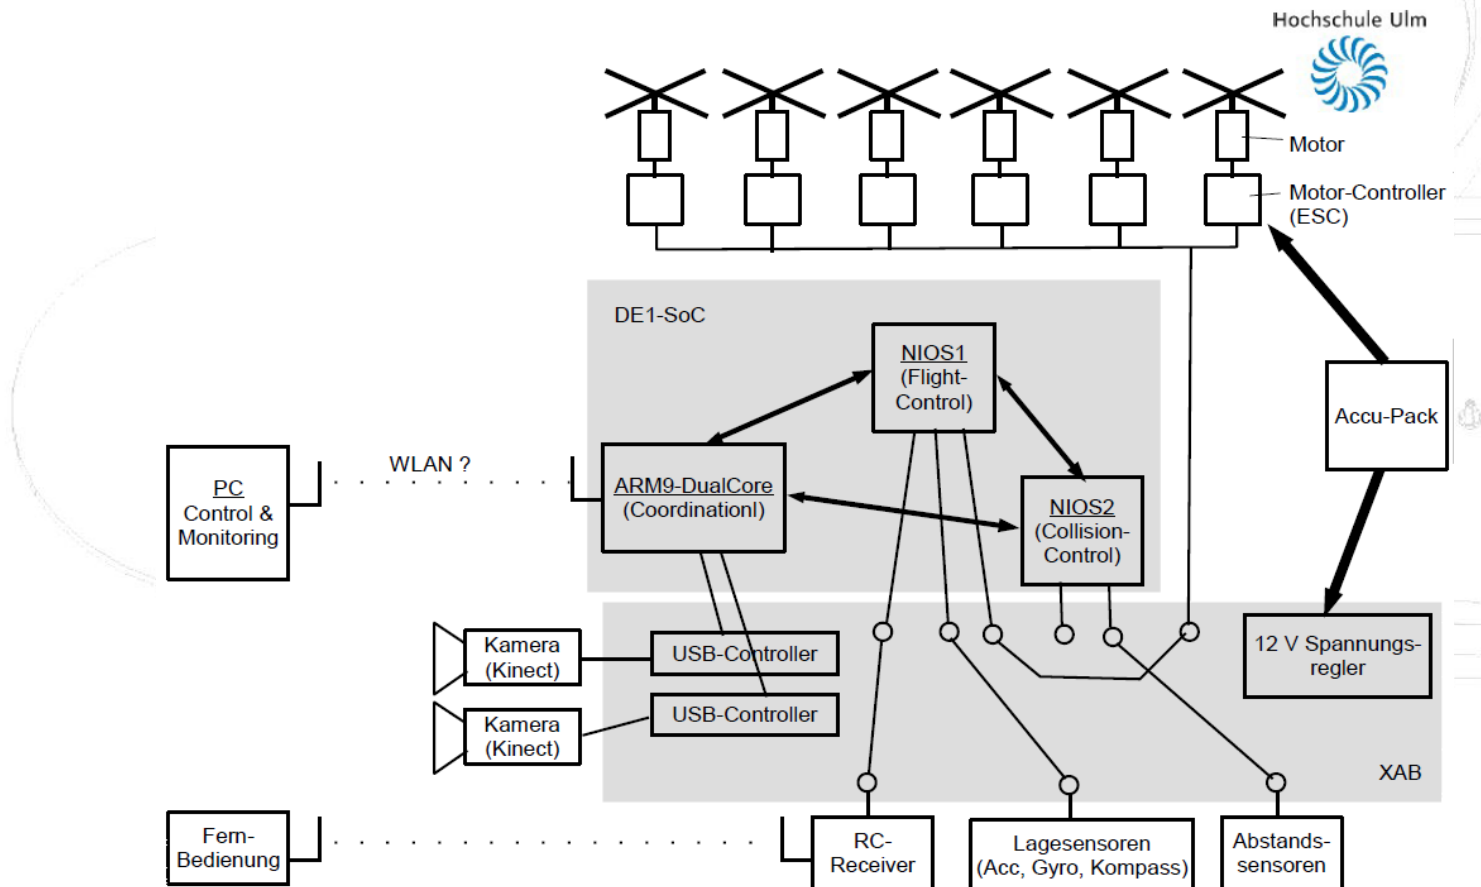 Hochschule Ulm
Motor
Motor-Controller
(ESC)
DE1-SoC
NIOS1
(Flight-
Control)
Accu-Pack
WLAN ?
PC
Control &
Monitoring
ARM9-DualCore
(Coordinationl)
NIOS2
(Collision-
Control)
Kamera
(Kinect)
USB-Controller
12 V Spannungs-
regler
Kamera
(Kinect)
USB-Controller
XAB
Fern-
Bedienung
RC-
Receiver
Lagesensoren
(Acc, Gyro, Kompass)
Abstands-
sensoren